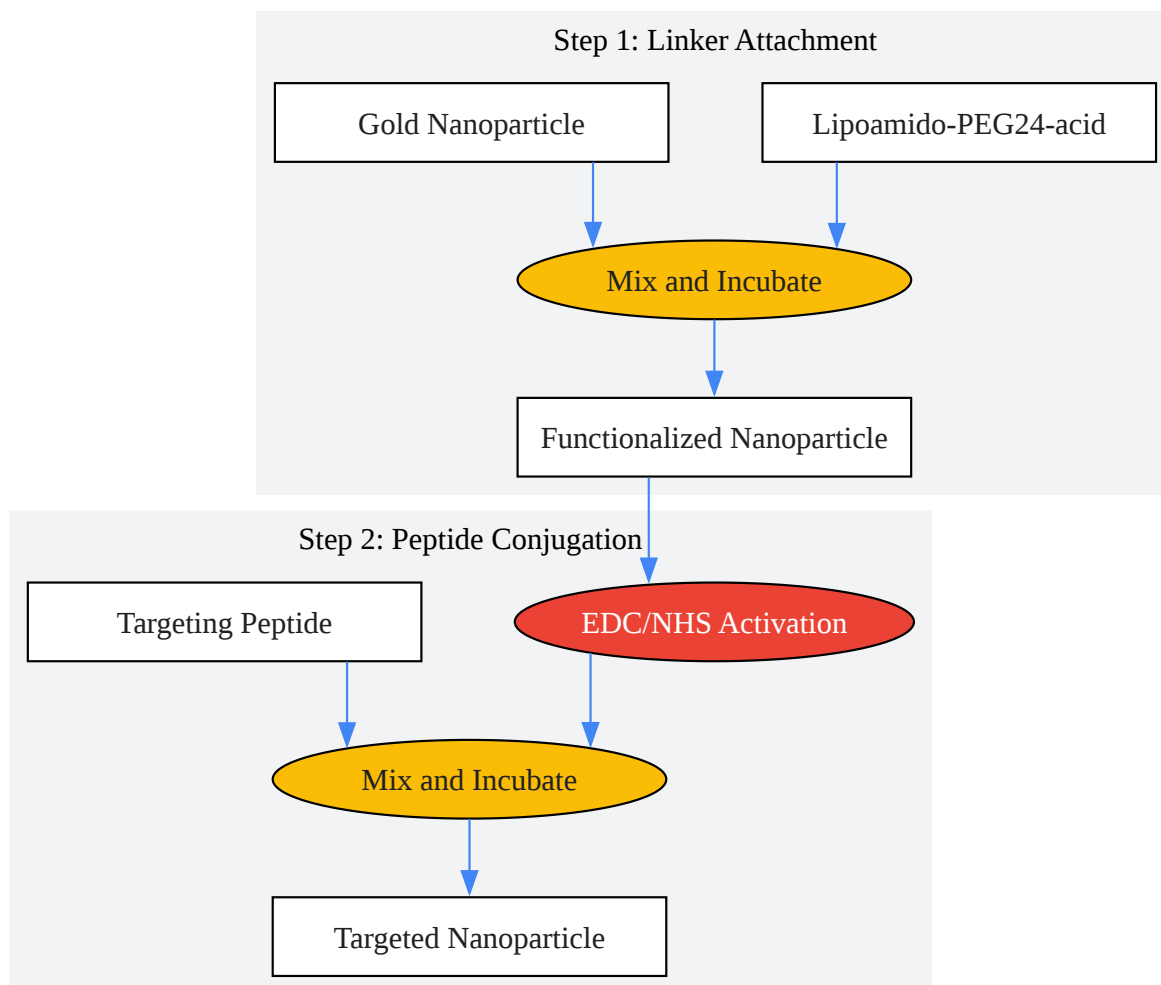 Step 1: Linker Attachment
Gold Nanoparticle
Lipoamido-PEG24-acid
Mix and Incubate
Functionalized Nanoparticle
Step 2: Peptide Conjugation
Targeting Peptide
EDC/NHS Activation
Mix and Incubate
Targeted Nanoparticle